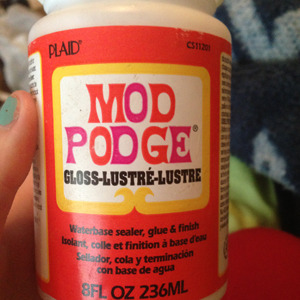 PLAID® CS11201
MOD
PODGE®
GLOSS-LUSTRÉ-LUSTRE
Waterbase sealer, glue & finish
Isolant, colle et finition à base d'eau
Sellador, cola y terminación
con base de agua
8FL OZ 236ML